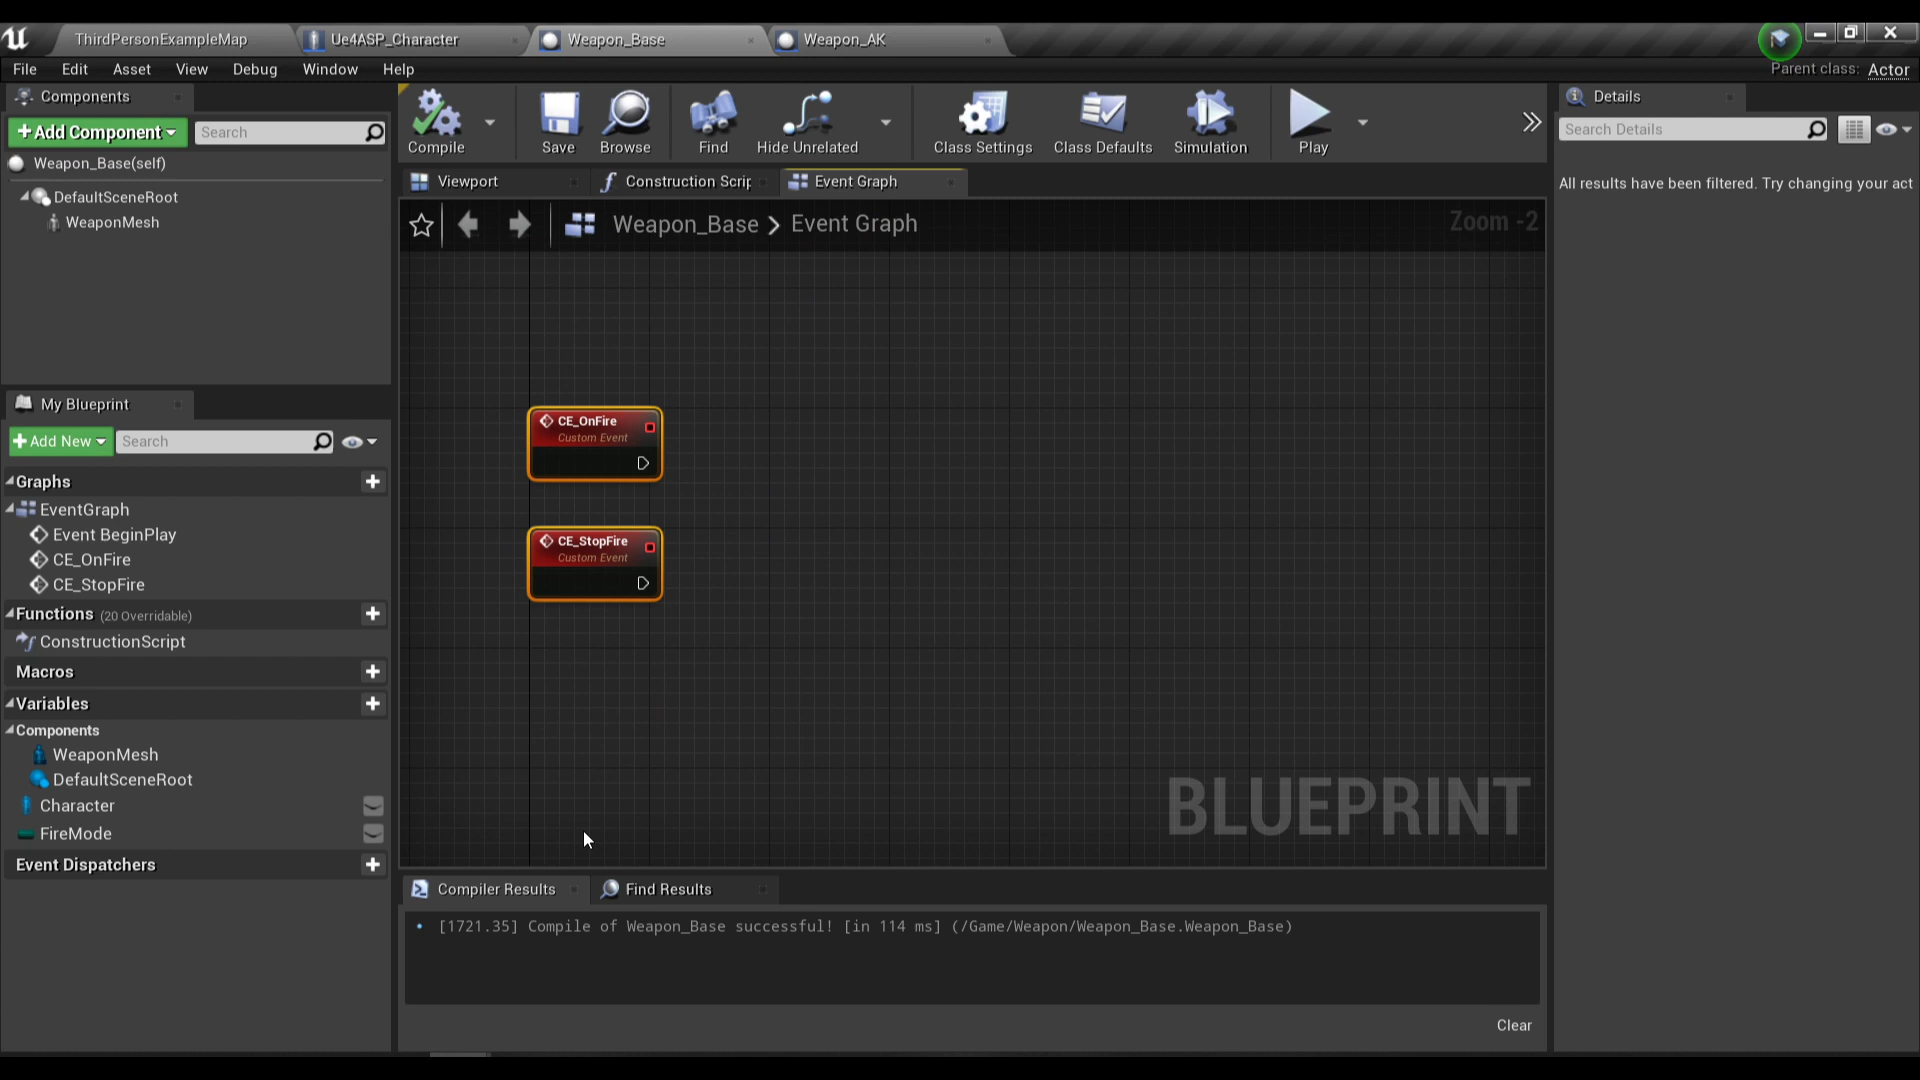 ThirdPersonExampleMap
Ue4ASP_Character
Weapon_Base
Weapon_AK
File
Edit
Asset
View
Debug
Window
Help
Parent class: Actor
Components
Add Component
Search
Weapon_Base(self)
DefaultSceneRoot
WeaponMesh
Compile
Save
Browse
Find
Hide Unrelated
Class Settings
Class Defaults
Simulation
Play
Details
Search Details
All results have been filtered. Try changing your act
Viewport
Construction Scrip
Event Graph
Weapon_Base > Event Graph
Zoom -2
CE_OnFire
Custom Event
CE_StopFire
Custom Event
BLUEPRINT
My Blueprint
Add New
Search
Graphs
EventGraph
Event BeginPlay
CE_OnFire
CE_StopFire
Functions (20 Overridable)
ConstructionScript
Macros
Variables
Components
WeaponMesh
DefaultSceneRoot
Character
FireMode
Event Dispatchers
Compiler Results
Find Results
[1721.35] Compile of Weapon_Base successful! [in 114 ms] (/Game/Weapon/Weapon_Base.Weapon_Base)
Clear